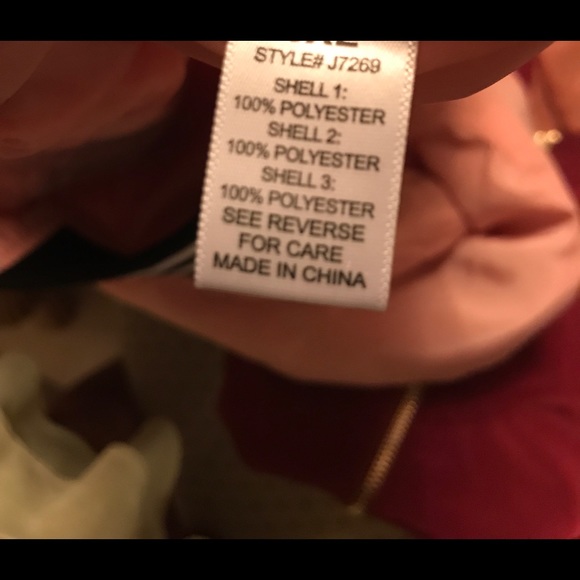 STYLE# J7269
SHELL 1:
100% POLYESTER
SHELL 2:
100% POLYESTER
SHELL 3:
100% POLYESTER
SEE REVERSE
FOR CARE
MADE IN CHINA